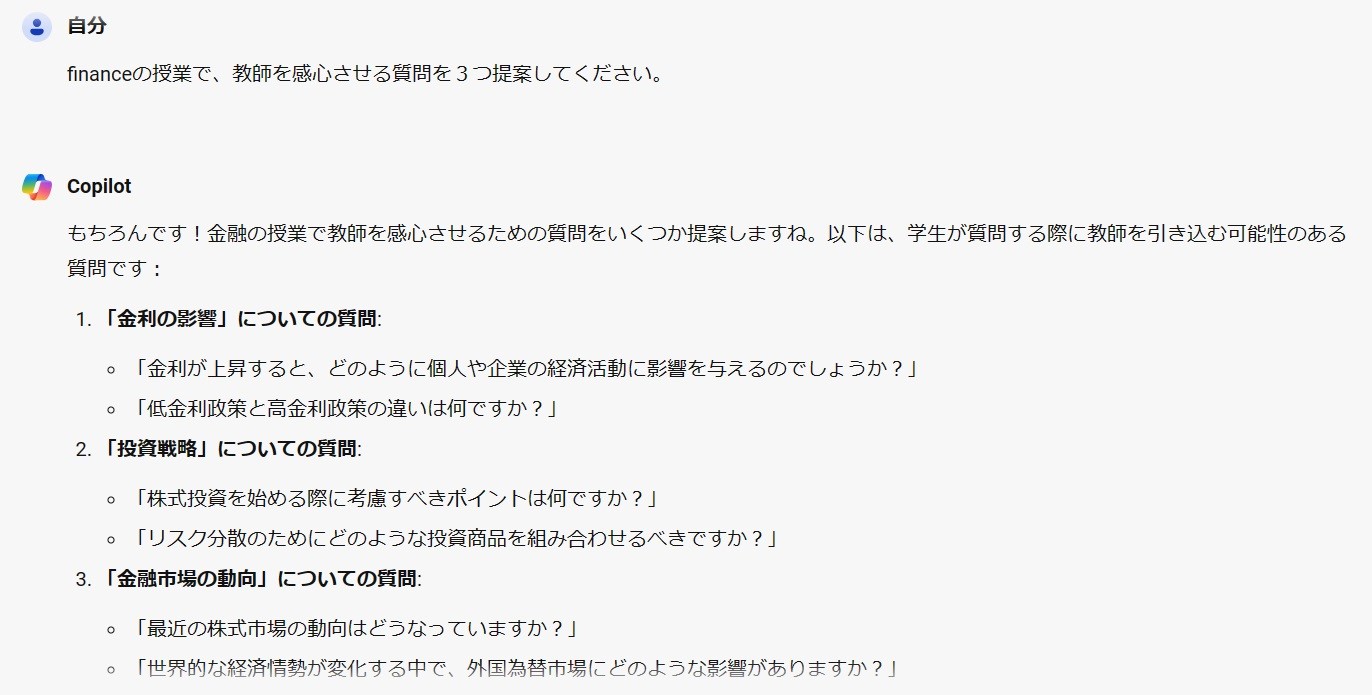 自分
financeの授業で、教師を感心させる質問を３つ提案してください。
Copilot
もちろんです！金融の授業で教師を感心させるための質問をいくつか提案しますね。以下は、学生が質問する際に教師を引き込む可能性のある
質問です：
1. 「金利の影響」についての質問:
「金利が上昇すると、どのように個人や企業の経済活動に影響を与えるのでしょうか？」
「低金利政策と高金利政策の違いは何ですか？」
2. 「投資戦略」についての質問:
「株式投資を始める際に考慮すべきポイントは何ですか？」
「リスク分散のためにどのような投資商品を組み合わせるべきですか？」
3. 「金融市場の動向」についての質問:
「最近の株式市場の動向はどうなっていますか？」
「世界的な経済情勢が変化する中で、外国為替市場にどのような影響がありますか？」